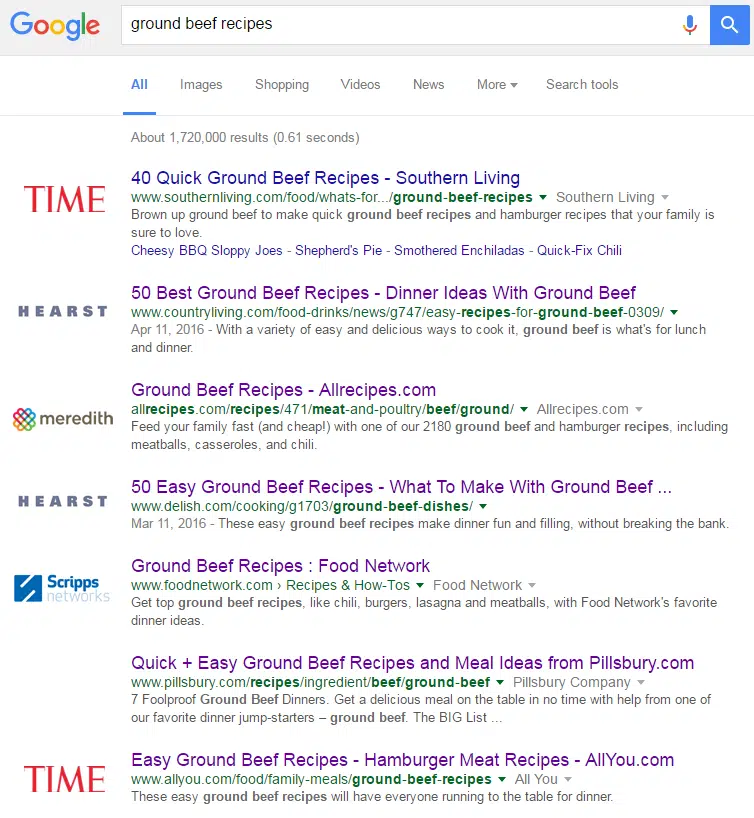 Google
ground beef recipes
All Images Shopping Videos News More Search tools
About 1,720,000 results (0.61 seconds)
TIME
40 Quick Ground Beef Recipes - Southern Living
www.southernliving.com/food/whats-for.../ground-beef-recipes Southern Living
Brown up ground beef to make quick ground beef recipes and hamburger recipes that your family is
sure to love.
Cheesy BBQ Sloppy Joes - Shepherd's Pie - Smothered Enchiladas - Quick-Fix Chili
HEARST
50 Best Ground Beef Recipes - Dinner Ideas With Ground Beef
www.countryliving.com/food-drinks/news/g747/easy-recipes-for-ground-beef-0309/
Apr 11, 2016 - With a variety of easy and delicious ways to cook it, ground beef is what's for lunch
and dinner.
meredith
Ground Beef Recipes - Allrecipes.com
allrecipes.com/recipes/471/meat-and-poultry/beef/ground/ Allrecipes.com
Feed your family fast (and cheap!) with one of our 2180 ground beef and hamburger recipes, including
meatballs, casseroles, and chili.
HEARST
50 Easy Ground Beef Recipes - What To Make With Ground Beef ...
www.delish.com/cooking/g1703/ground-beef-dishes/
Mar 11, 2016 - These easy ground beef recipes make dinner fun and filling, without breaking the bank.
Scripps
networks
Ground Beef Recipes : Food Network
www.foodnetwork.com › Recipes & How-Tos Food Network
Get top ground beef recipes, like chili, burgers, lasagna and meatballs, with Food Network's favorite
dinner ideas.
Quick + Easy Ground Beef Recipes and Meal Ideas from Pillsbury.com
www.pillsbury.com/recipes/ingredient/beef/ground-beef Pillsbury Company
7 Foolproof Ground Beef Dinners. Get a delicious meal on the table in no time with help from one of
our favorite dinner jump-starters – ground beef. The BIG List ...
TIME
Easy Ground Beef Recipes - Hamburger Meat Recipes - AllYou.com
www.allyou.com/food/family-meals/ground-beef-recipes All You
These easy ground beef recipes will have everyone running to the table for dinner.